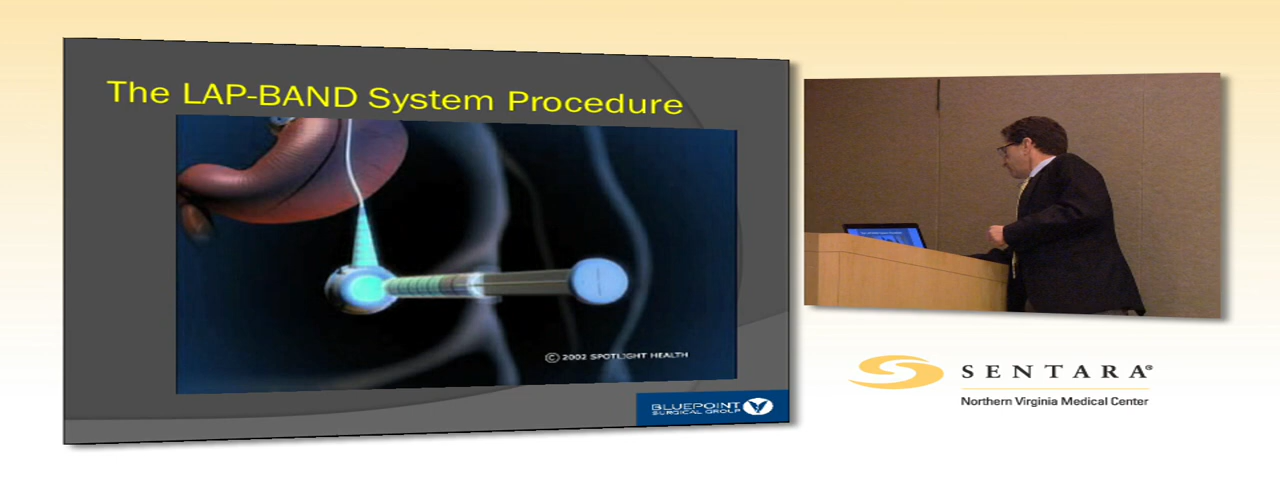 The LAP-BAND System Procedure
© 2002 SPOTLIGHT HEALTH
BLUEPOINT
SURGICAL GROUP
SENTARA®
Northern Virginia Medical Center